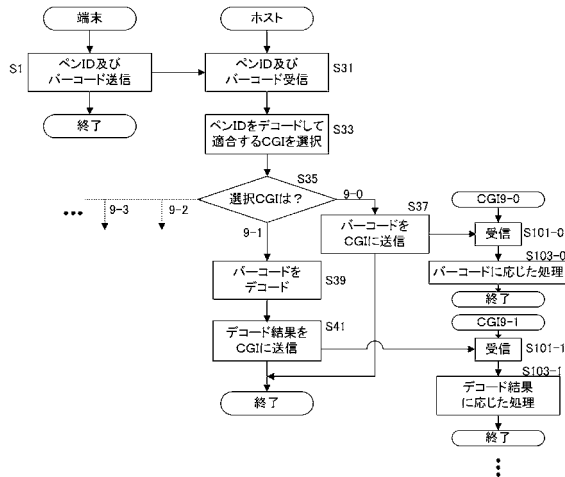 端末
ホスト
S1
ペンID及び
バーコード送信
ペンID及び
バーコード受信
S31
終了
ペンIDをデコードして
適合するCGIを選択
S33
S35
選択CGIは?
9-0
9-1
9-2
9-3
•••
S37
バーコードを
CGIに送信
CGI9-0
受信
S101-0
S103-0
バーコードに応じた処理
終了
バーコードを
デコード
S39
デコード結果を
CGIに送信
S41
CGI9-1
受信
S101-1
S103-1
デコード結果
に応じた処理
終了
終了